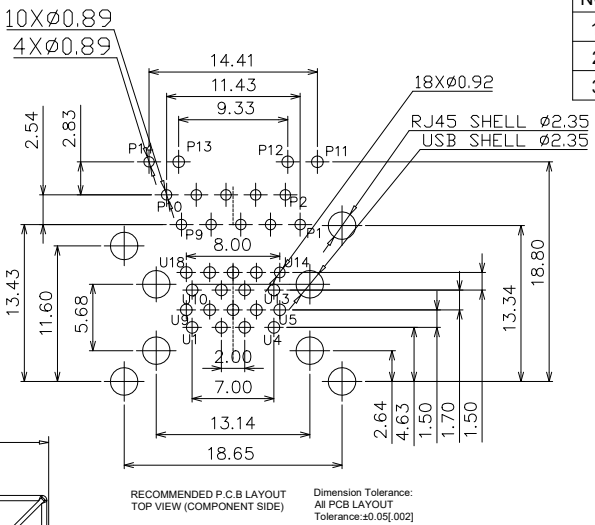 10XØ0.89
4XØ0.89
14.41
11.43
9.33
18XØ0.92
RJ45 SHELL Ø2.35
USB SHELL Ø2.35
2.54
2.83
P14
P13
P12
P11
P10
P2
P9
P1
8.00
U18
U14
U10
U13
U9
U5
U1
U4
2.00
7.00
13.14
18.65
13.43
11.60
5.68
2.64
4.63
1.50
1.70
1.50
13.34
18.80
1
2
3
RECOMMENDED P.C.B LAYOUT
TOP VIEW (COMPONENT SIDE)
Dimension Tolerance:
All PCB LAYOUT
Tolerance:±0.05[.002]